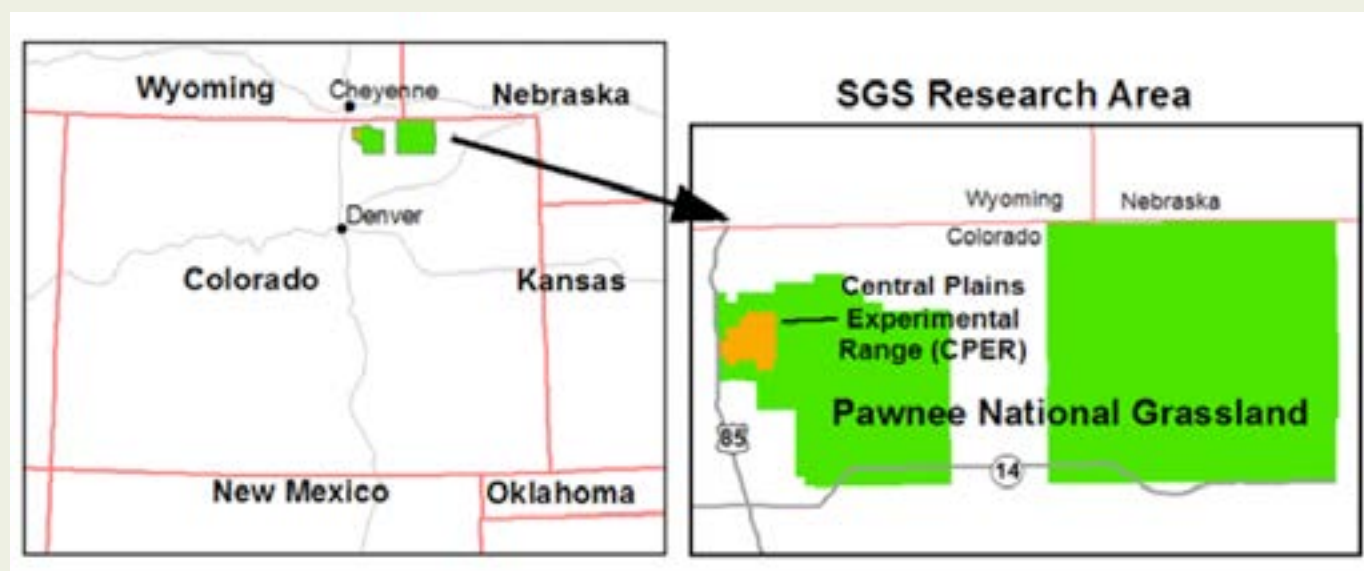 Wyoming
Cheyenne
Nebraska
Denver
Colorado
Kansas
New Mexico
Oklahoma
SGS Research Area
Wyoming
Nebraska
Colorado
Central Plains
Experimental
Range (CPER)
Pawnee National Grassland
85
14